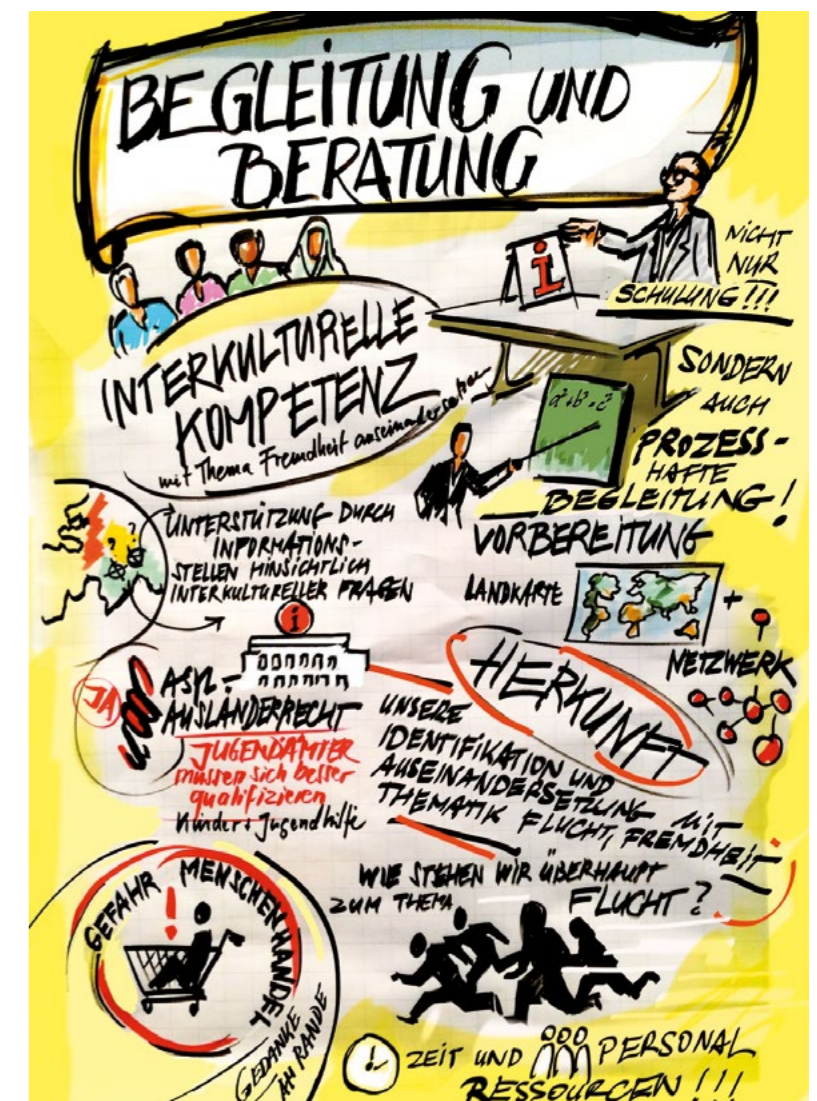 BEGLEITUNG UND
BERATUNG
i
NICHT
NUR
SCHULUNG!!!
INTERKULTURELLE
KOMPETENZ
mit Thema Fremdheit auseinandersetzen
SONDERN
AUCH
PROZESS-
HAFTE
BEGLEITUNG!
a²+b²=c²
UNTERSTÜTZUNG DURCH
INFORMATIONS-
STELLEN HINSICHTLICH
INTERKULTURELLER FRAGEN
i
VORBEREITUNG
LANDKARTE
+
NETZWERK
HERKUNFT
JA
ASYL-
AUSLÄNDERRECHT
JUGENDÄMTER
müssen sich besser
qualifizieren
Kinder + Jugendhilfe
UNSERE
IDENTIFIKATION UND
AUSEINANDERSETZUNG MIT
THEMATIK FLUCHT, FREMDHEIT
WIE STEHEN WIR ÜBERHAUPT
ZUM THEMA FLUCHT?
GEFAHR MENSCHENHANDEL
!
GEDANKE
AM RANDE
ZEIT UND PERSONAL
RESSOURCEN!!!